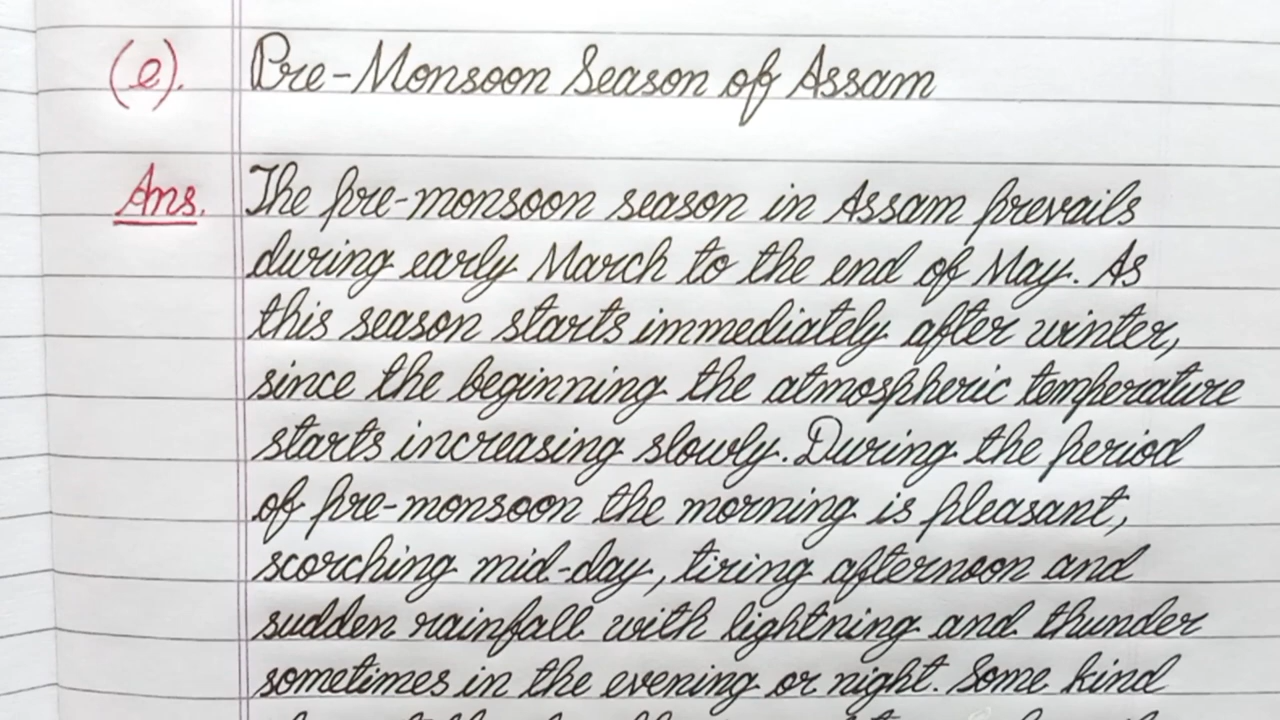 (e). Pre-Monsoon Season of Assam
Ans. The pre-monsoon season in Assam prevails
during early March to the end of May. As
this season starts immediately after winter,
since the beginning the atmospheric temperature
starts increasing slowly. During the period
of pre-monsoon the morning is pleasant,
scorching mid-day, tiring afternoon and
sudden rainfall with lightning and thunder
sometimes in the evening or night. Some kind